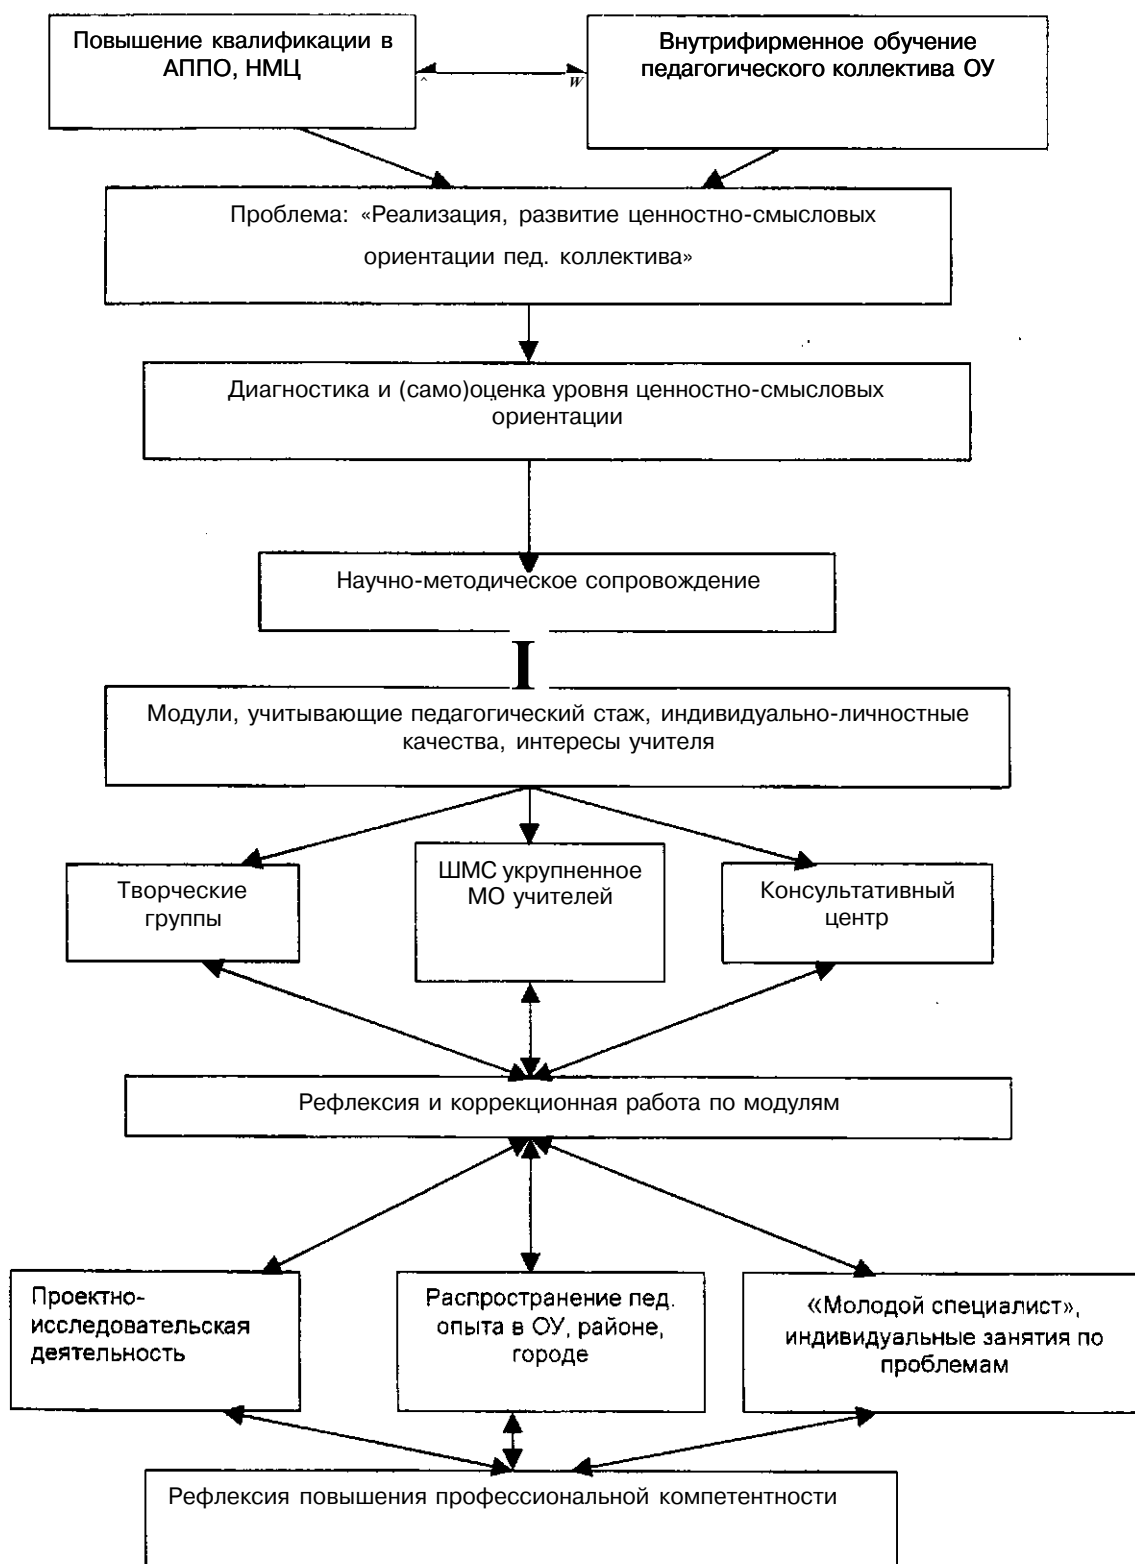 Повышение квалификации в
АППО, НМЦ
Внутрифирменное обучение
педагогического коллектива ОУ
^ W
Проблема: «Реализация, развитие ценностно-смысловых
ориентации пед. коллектива»
Диагностика и (само)оценка уровня ценностно-смысловых
ориентации
Научно-методическое сопровождение
I
Модули, учитывающие педагогический стаж, индивидуально-личностные
качества, интересы учителя
Творческие
группы
ШМС укрупненное
МО учителей
Консультативный
центр
Рефлексия и коррекционная работа по модулям
Проектно-
исследовательская
деятельность
Распространение пед.
опыта в ОУ, районе,
городе
«Молодой специалист»,
индивидуальные занятия по
проблемам
Рефлексия повышения профессиональной компетентности